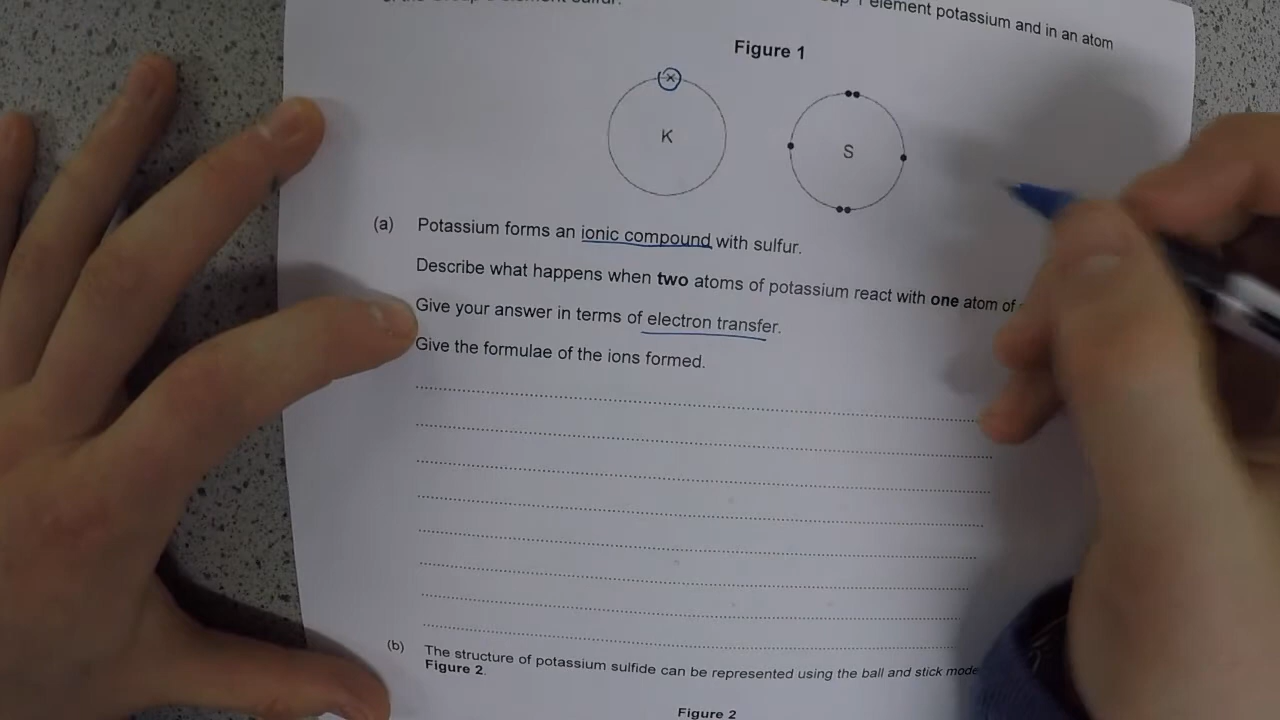 element potassium and in an atom
Figure 1
K
S
(a) Potassium forms an ionic compound with sulfur.
Describe what happens when two atoms of potassium react with one atom of
Give your answer in terms of electron transfer.
Give the formulae of the ions formed.
(b) The structure of potassium sulfide can be represented using the ball and stick
Figure 2.
Figure 2